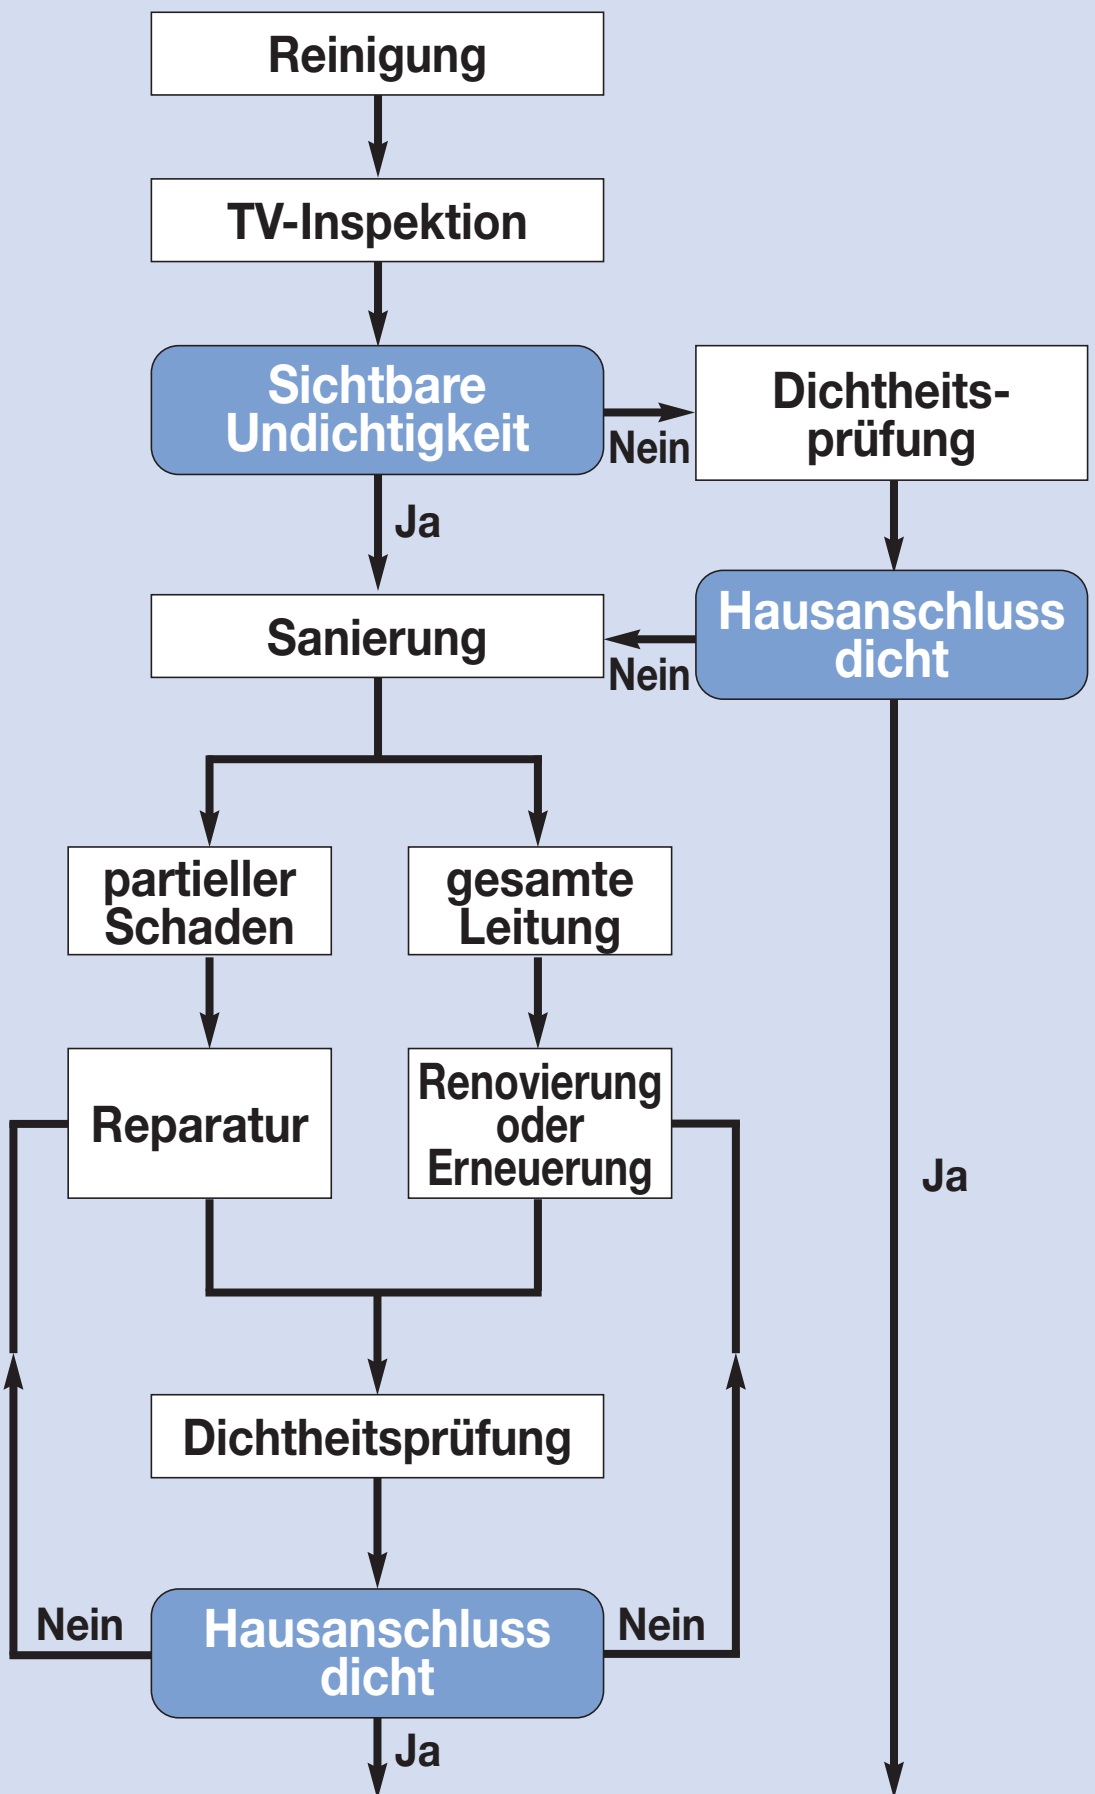 Reinigung
TV-Inspektion
Sichtbare
Undichtigkeit
Nein
Dichtheits-
prüfung
Ja
Hausanschluss
dicht
Nein
Sanierung
partieller
Schaden
gesamte
Leitung
Reparatur
Renovierung
oder
Erneuerung
Ja
Dichtheitsprüfung
Nein
Hausanschluss
dicht
Nein
Ja